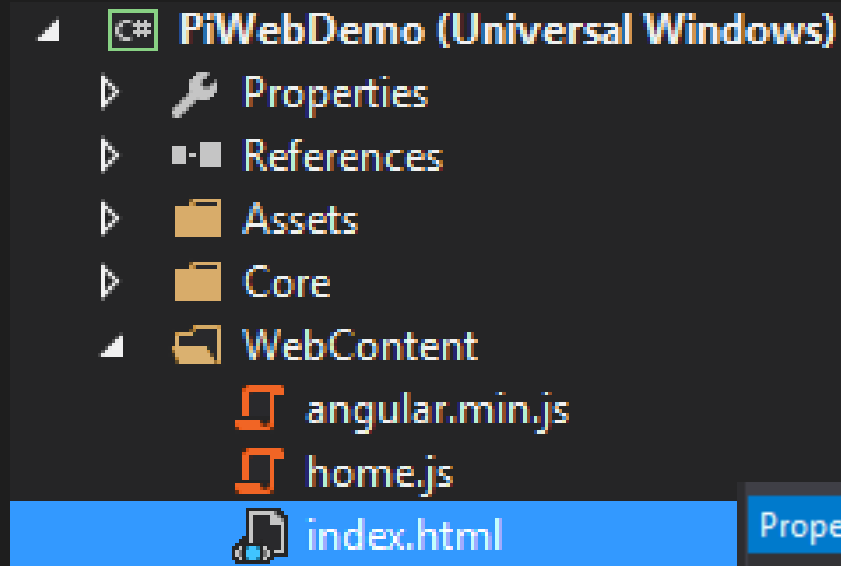 C# PiWebDemo (Universal Windows)
Properties
References
Assets
Core
WebContent
angular.min.js
home.js
index.html
Prope